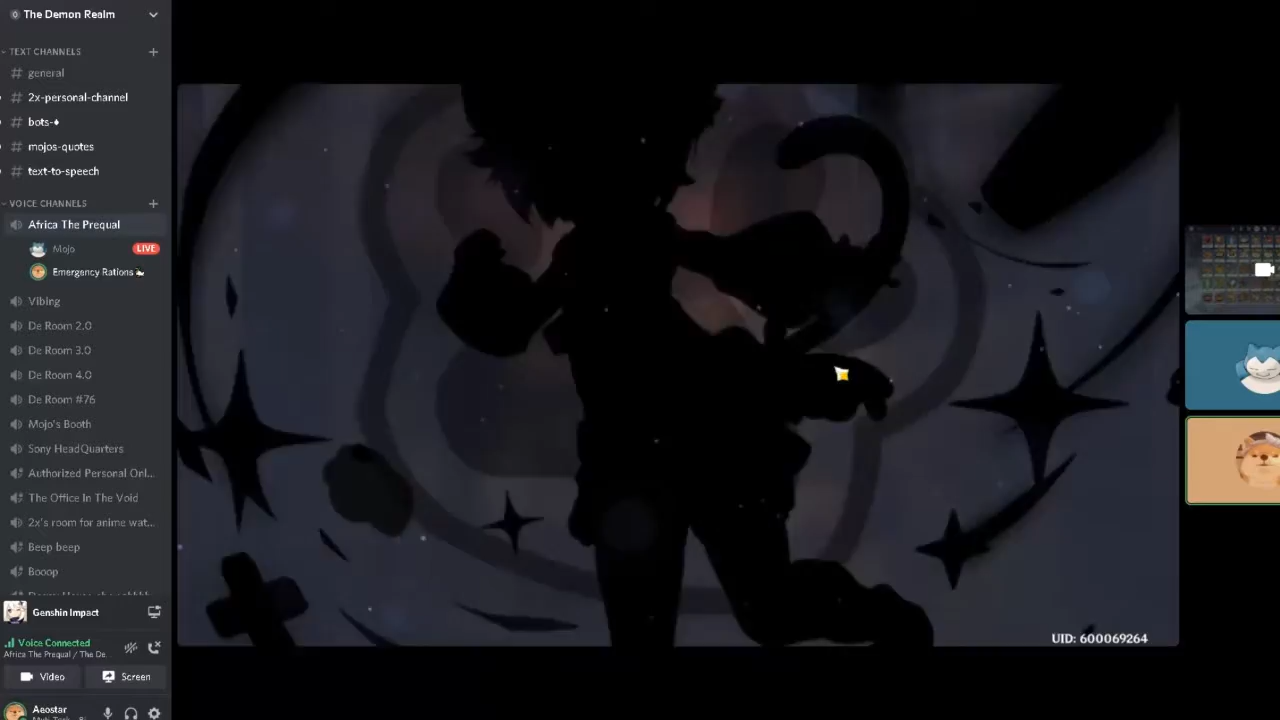 The Demon Realm
TEXT CHANNELS
# general
# 2x-personal-channel
# bots-♦
# mojos-quotes
# text-to-speech
VOICE CHANNELS
Africa The Prequal
Mojo LIVE
Emergency Rations
Vibing
De Room 2.0
De Room 3.0
De Room 4.0
De Room #76
Mojo's Booth
Sony HeadQuarters
Authorized Personal Onl...
The Office In The Void
2x's room for anime wat...
Beep beep
Booop
Genshin Impact
Voice Connected
Africa The Prequal / The De...
Video Screen
Aeostar
UID: 600069264